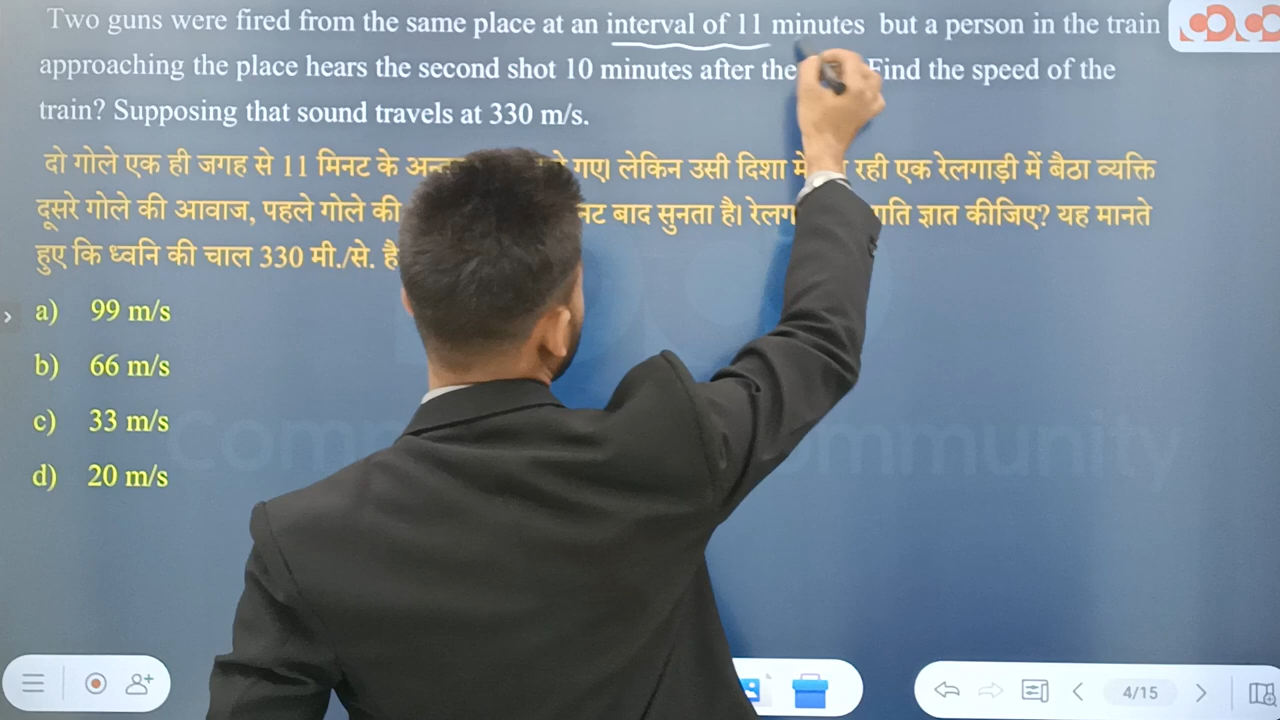 Two guns were fired from the same place at an interval of 11 minutes but a person in the train
approaching the place hears the second shot 10 minutes after the Find the speed of the
train? Supposing that sound travels at 330 m/s.
दो गोले एक ही जगह से 11 मिनट के गए। लेकिन उसी दिशा में रही एक रेलगाड़ी में बैठा व्यक्ति
दूसरे गोले की आवाज, पहले गोले की बाद सुनता है। ज्ञात कीजिए? यह मानते
हुए कि ध्वनि की चाल 330 मी./से. है
a) 99 m/s
b) 66 m/s
c) 33 m/s
d) 20 m/s
4/15